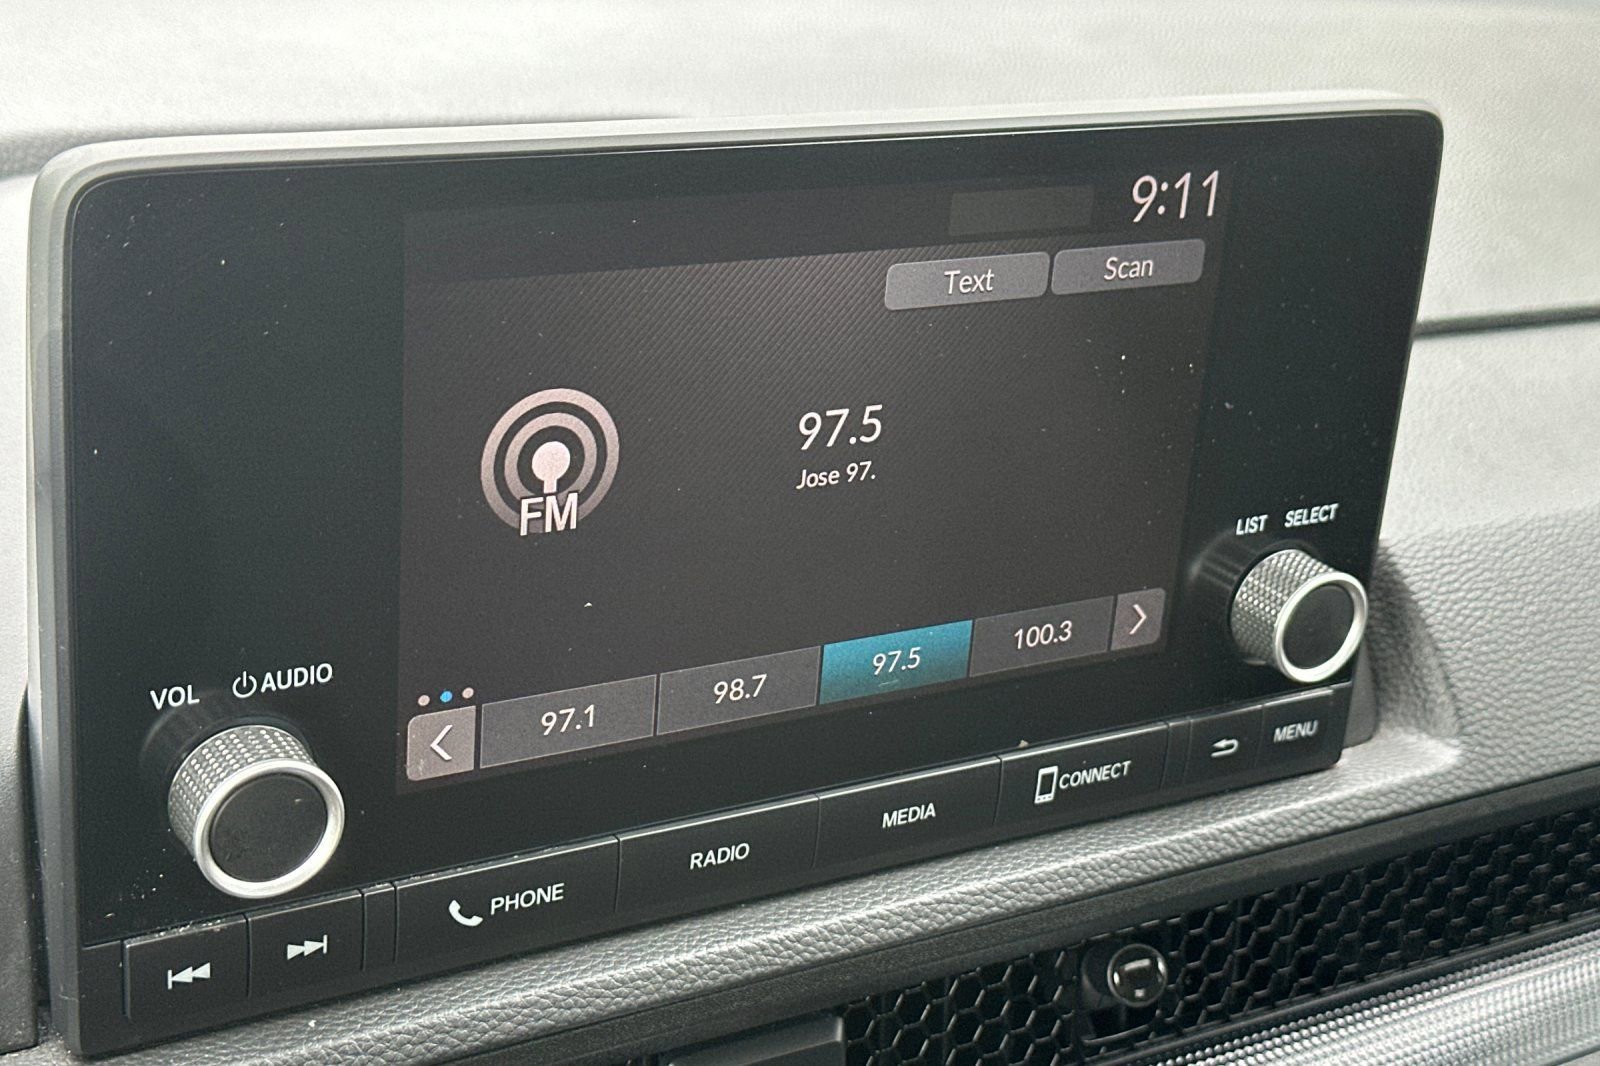 9:11
Text Scan
97.5
Jose 97.
FM
LIST SELECT
VOL AUDIO
97.1 98.7 97.5 100.3
PHONE RADIO MEDIA CONNECT MENU